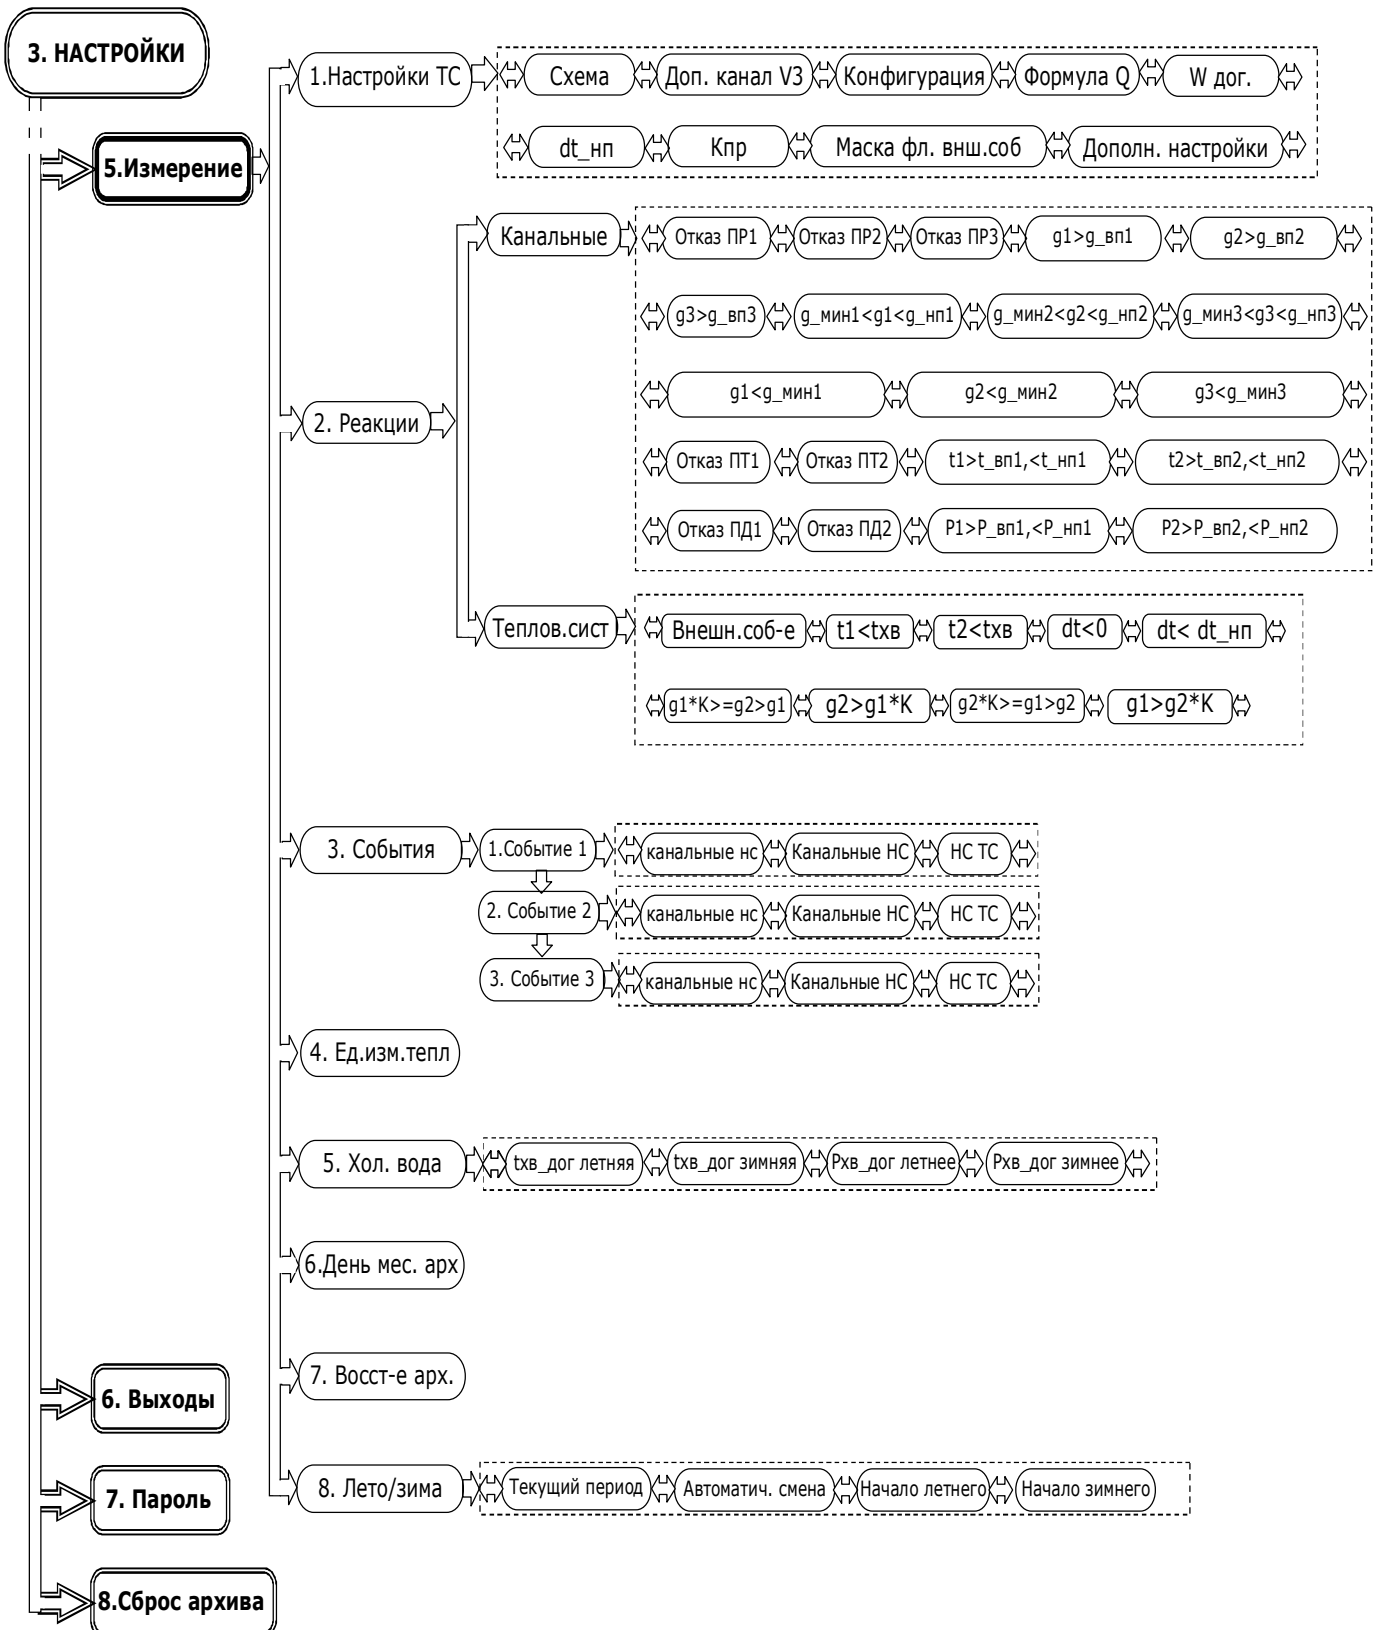 3. НАСТРОЙКИ
1.Настройки ТС
Схема
Доп. канал V3
Конфигурация
Формула Q
W дог.
dt_нп
Кпр
Маска фл. внш.соб
Дополн. настройки
5.Измерение
Канальные
Отказ ПР1
Отказ ПР2
Отказ ПР3
g1>g_вп1
g2>g_вп2
g3>g_вп3
g_мин1<g1<g_нп1
g_мин2<g2<g_нп2
g_мин3<g3<g_нп3
g1<g_мин1
g2<g_мин2
g3<g_мин3
2. Реакции
Отказ ПТ1
Отказ ПТ2
t1>t_вп1,<t_нп1
t2>t_вп2,<t_нп2
Отказ ПД1
Отказ ПД2
P1>P_вп1,<P_нп1
P2>P_вп2,<P_нп2
Теплов.сист
Внешн.соб-е
t1<tхв
t2<tхв
dt<0
dt< dt_нп
g1*K>=g2>g1
g2>g1*K
g2*K>=g1>g2
g1>g2*K
3. События
1.Событие 1
канальные нс
Канальные НС
НС ТС
2. Событие 2
канальные нс
Канальные НС
НС ТС
3. Событие 3
канальные нс
Канальные НС
НС ТС
4. Ед.изм.тепл
5. Хол. вода
tхв_дог летняя
tхв_дог зимняя
Pхв_дог летнее
Pхв_дог зимнее
6.День мес. арх
7. Восст-е арх.
6. Выходы
8. Лето/зима
Текущий период
Автоматич. смена
Начало летнего
Начало зимнего
7. Пароль
8.Сброс архива